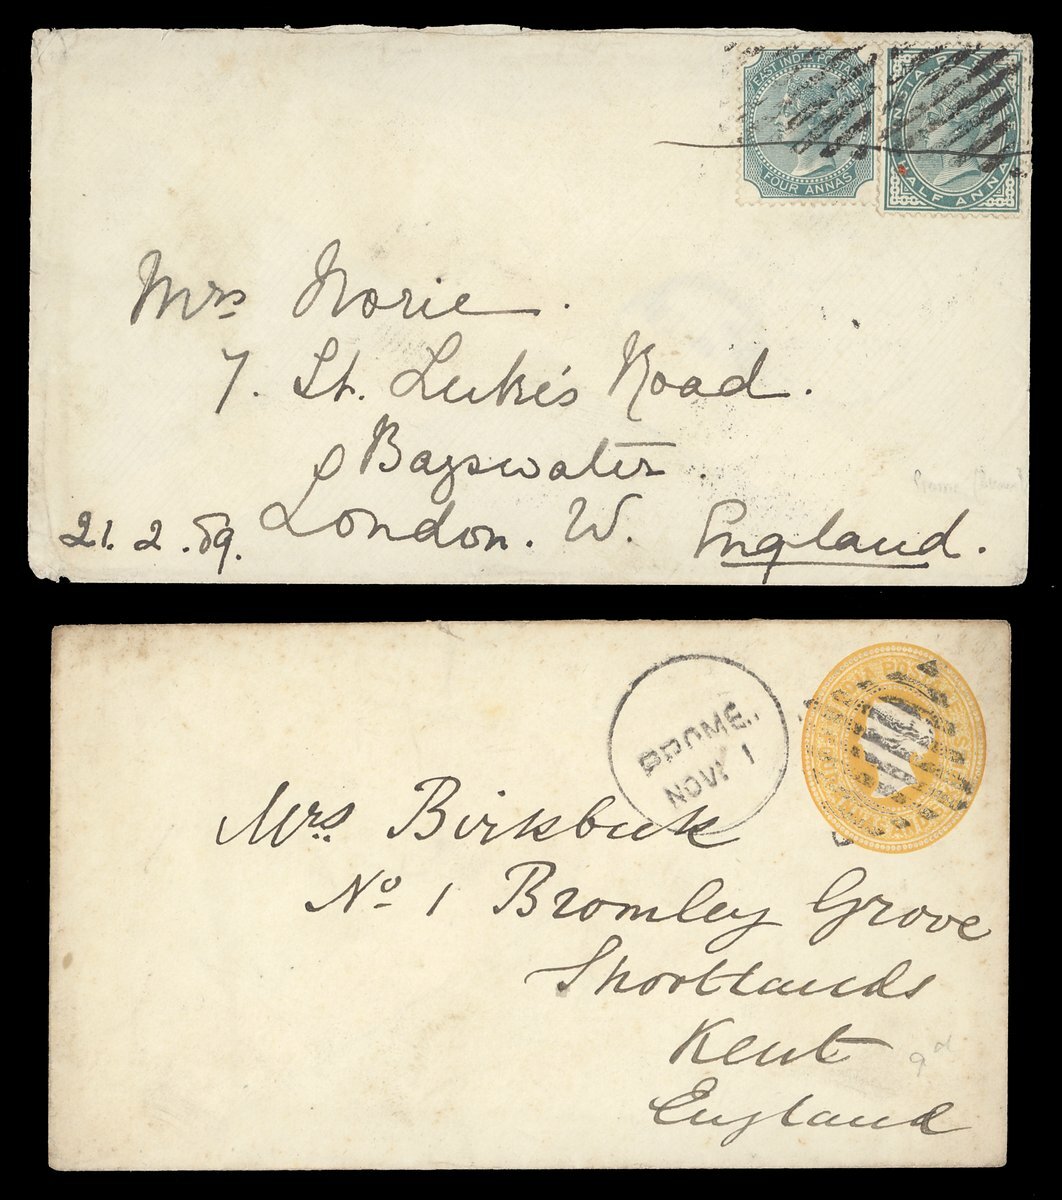 EAST INDIA POSTAGE
FOUR ANNAS
INDIA POSTAGE
HALF ANNA
Mrs Norie.
7. St. Luke's Road.
Bayswater.
London. W. England.
21. 2. 89.
PROME.
NOV. 1
Mrs. Birkbeck
No 1 Bromley Grove
Shortlands
Kent
England
9d